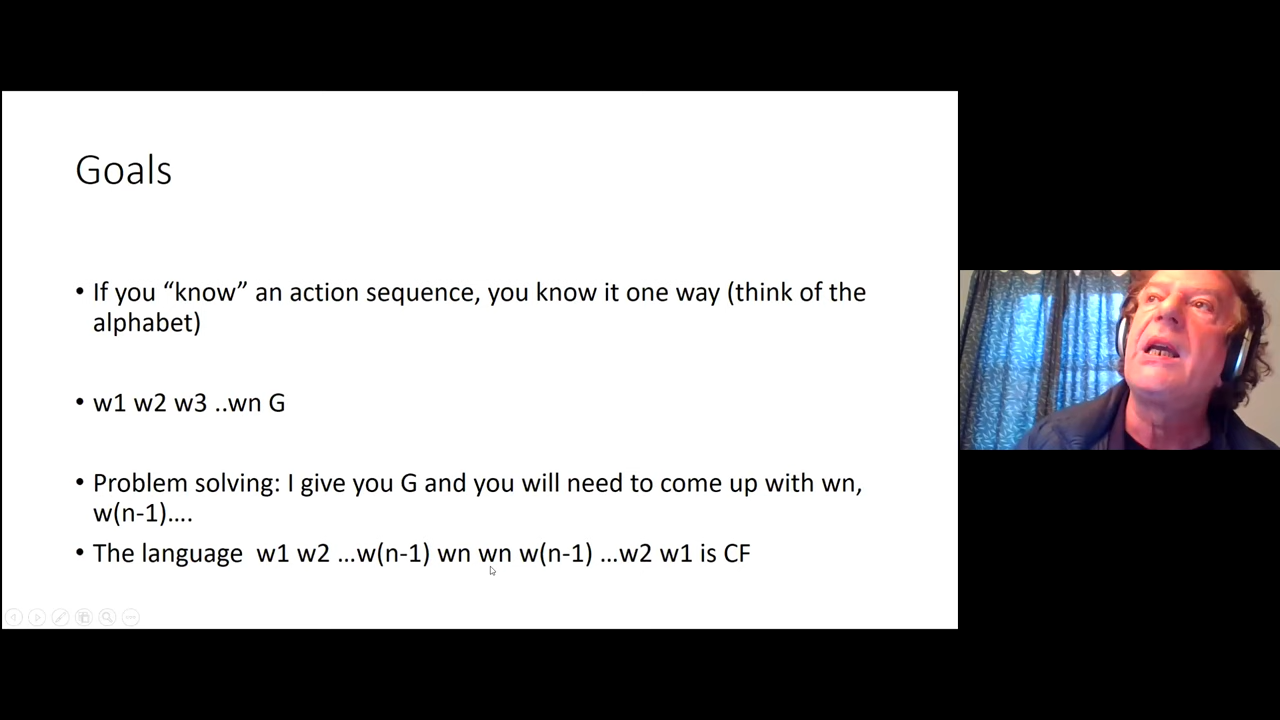 Goals
• If you “know” an action sequence, you know it one way (think of the
alphabet)
• w1 w2 w3 ..wn G
• Problem solving: I give you G and you will need to come up with wn,
w(n-1)….
• The language  w1 w2 …w(n-1) wn wn w(n-1) …w2 w1 is CF